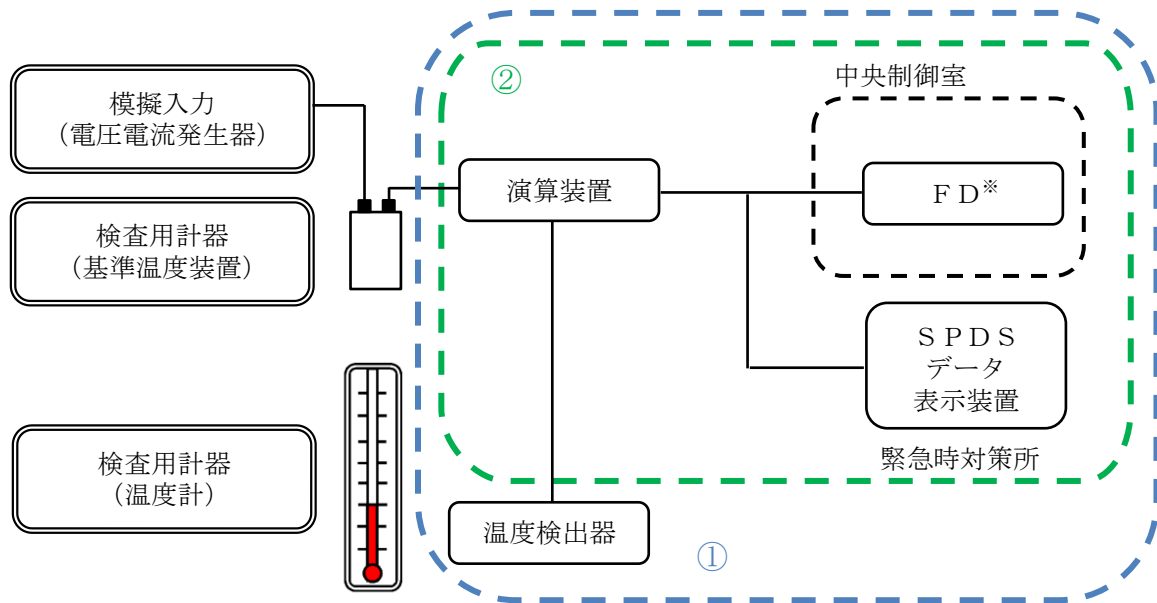 模擬入力
（電圧電流発生器）
検査用計器
（基準温度装置）
検査用計器
（温度計）
②
中央制御室
演算装置
ＦＤ※
ＳＰＤＳ
データ
表示装置
緊急時対策所
温度検出器
①